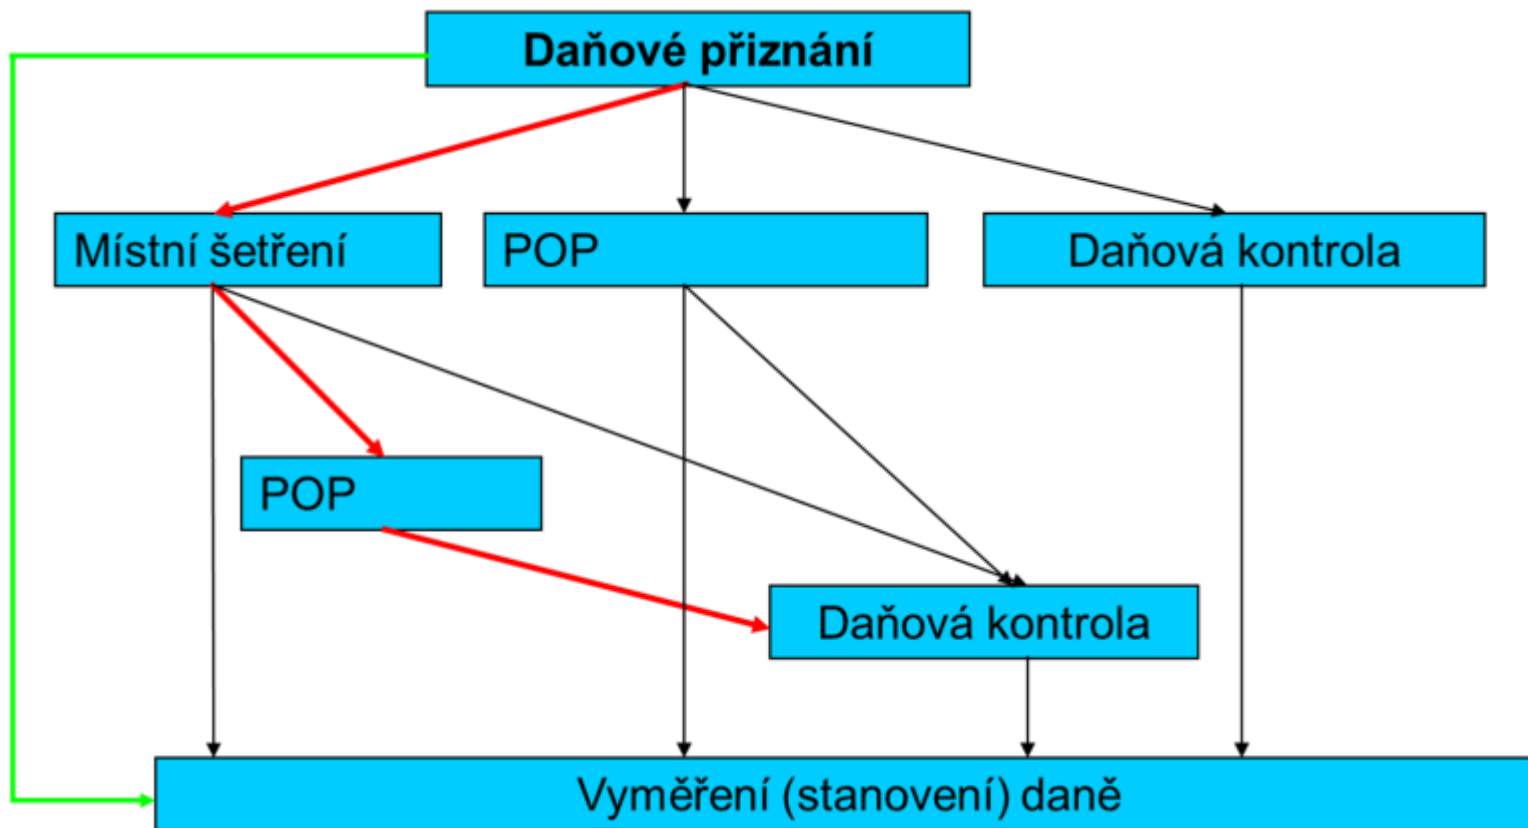 Daňové přiznání
Místní šetření
POP
Daňová kontrola
POP
Daňová kontrola
Vyměření (stanovení) daně